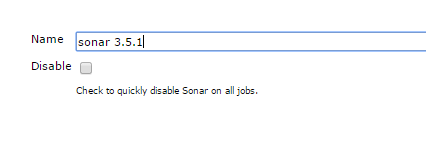 Name sonar 3.5.1
Disable
Check to quickly disable Sonar on all jobs.